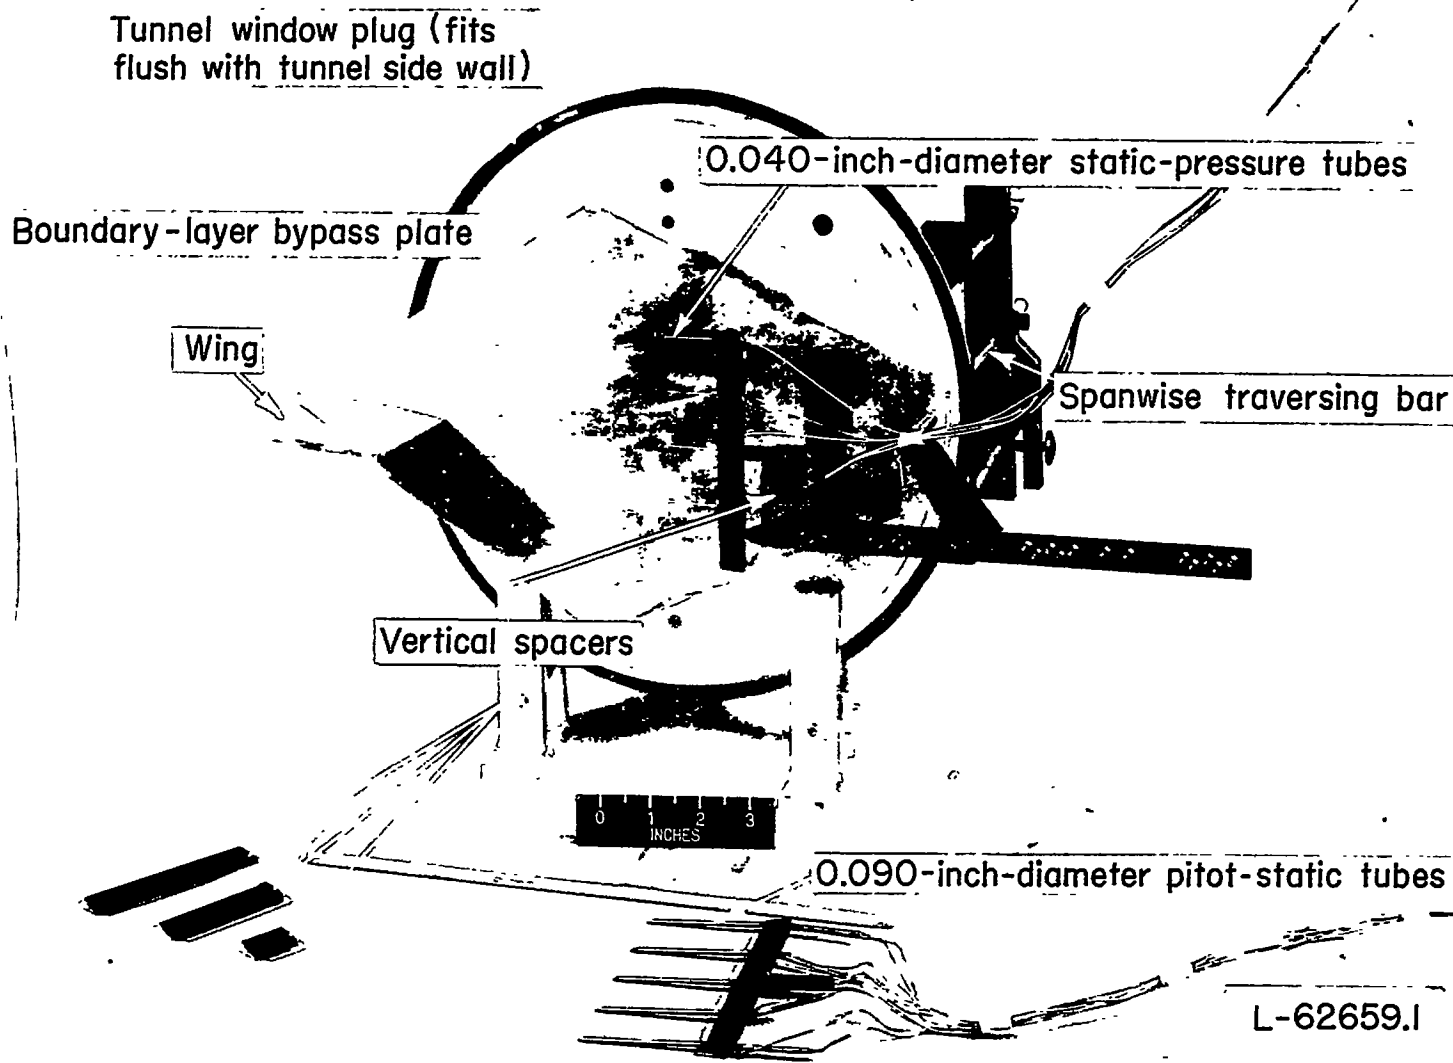 Tunnel window plug (fits
flush with tunnel side wall)
0.040-inch-diameter static-pressure tubes
Boundary-layer bypass plate
Wing
Spanwise traversing bar
Vertical spacers
0 1 2 3
INCHES
0.090-inch-diameter pitot-static tubes
L-62659.1